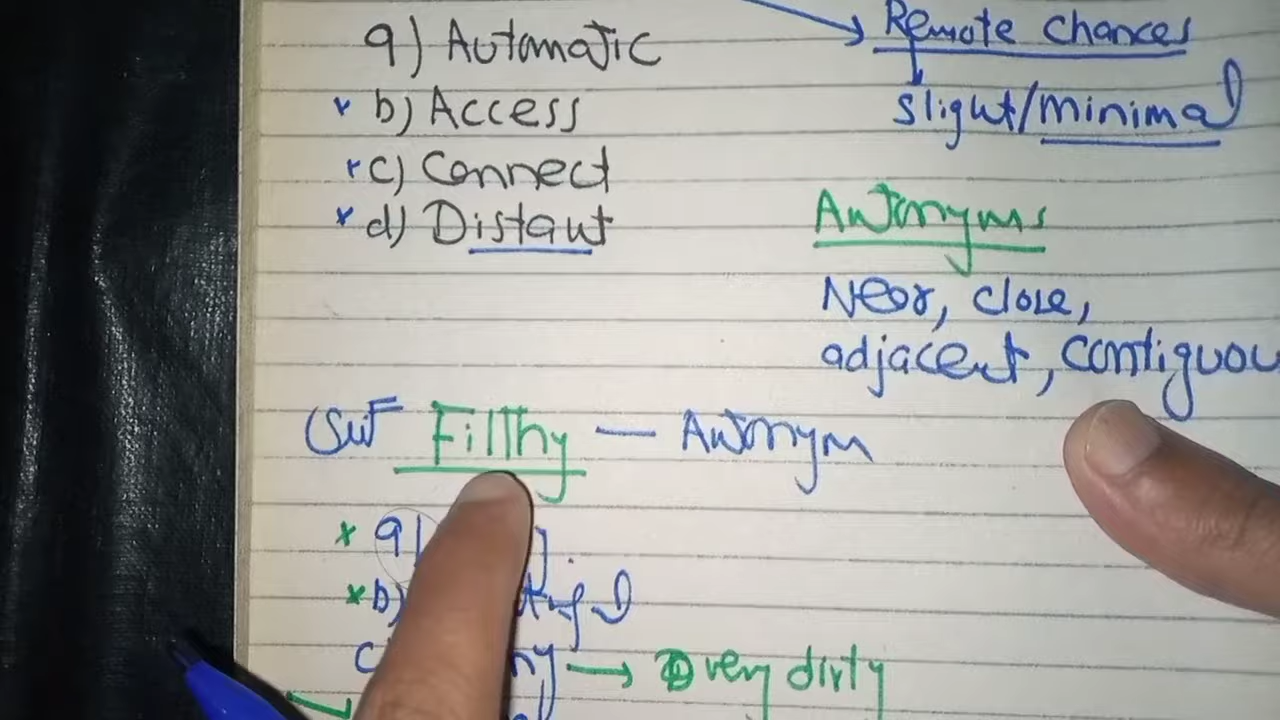 a) Automatic
Remote Chances
b) Access
Slight/minimal
c) Connect
d) Distant
Antonyms
Near, close,
adjacent, contiguou
Filthy — Antonym
a)
b)
c
→ very dirty